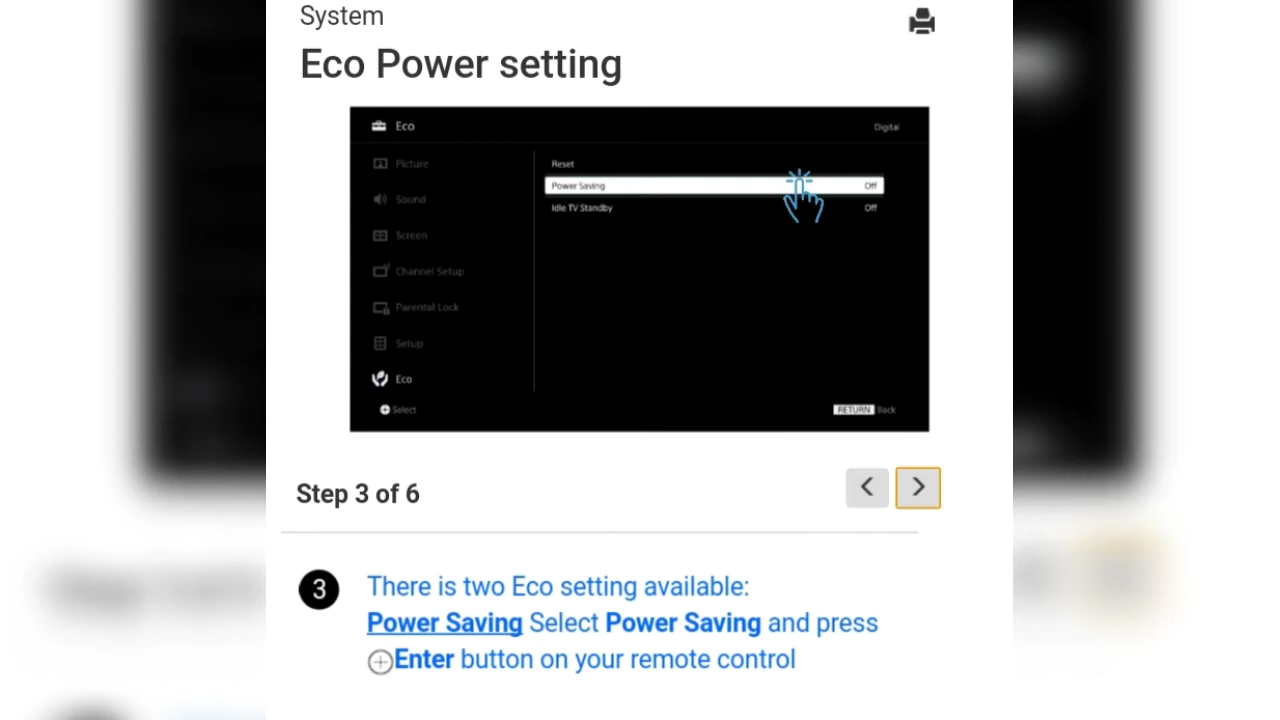 System
Eco Power setting
Eco
Digital
Picture
Reset
Power Saving Off
Sound
Idle TV Standby Off
Screen
Channel Setup
Parental Lock
Setup
Eco
Select
RETURN Back
Step 3 of 6
3 There is two Eco setting available:
Power Saving Select Power Saving and press
Enter button on your remote control